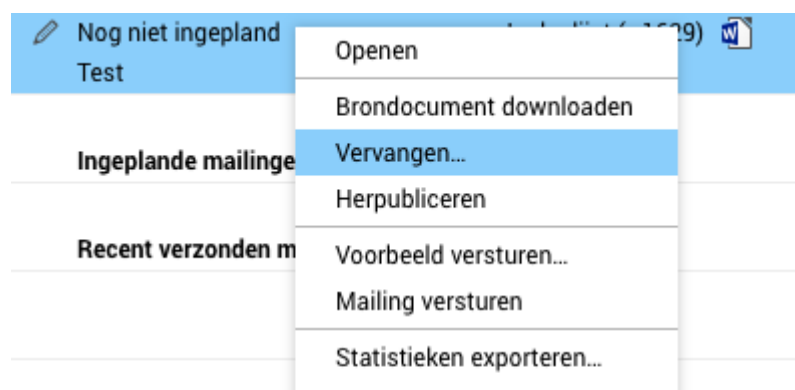 Nog niet ingepland 29)
Test
Openen
Brondocument downloaden
Vervangen...
Herpubliceren
Voorbeeld versturen...
Mailing versturen
Statistieken exporteren...
Ingeplande mailinge
Recent verzonden m